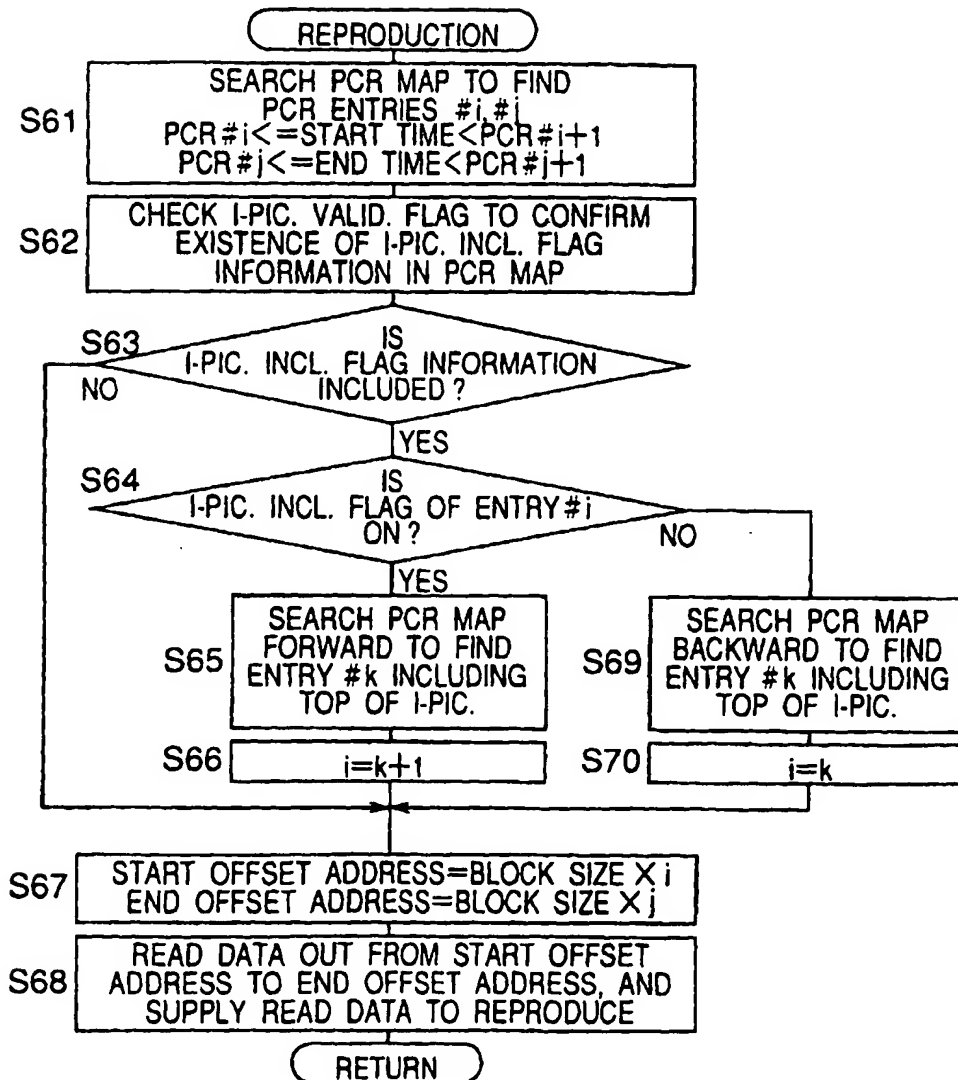 REPRODUCTION
S61
SEARCH PCR MAP TO FIND
PCR ENTRIES #i, #j
PCR#i<=START TIME<PCR#i+1
PCR#j<=END TIME<PCR#j+1
S62
CHECK I-PIC. VALID. FLAG TO CONFIRM
EXISTENCE OF I-PIC. INCL. FLAG
INFORMATION IN PCR MAP
S63
IS
I-PIC. INCL. FLAG INFORMATION
INCLUDED?
NO
YES
S64
IS
I-PIC. INCL. FLAG OF ENTRY#i
ON?
NO
YES
S65
SEARCH PCR MAP
FORWARD TO FIND
ENTRY #k INCLUDING
TOP OF I-PIC.
S69
SEARCH PCR MAP
BACKWARD TO FIND
ENTRY #k INCLUDING
TOP OF I-PIC.
S66
i=k+1
S70
i=k
S67
START OFFSET ADDRESS=BLOCK SIZE X i
END OFFSET ADDRESS=BLOCK SIZE X j
S68
READ DATA OUT FROM START OFFSET
ADDRESS TO END OFFSET ADDRESS, AND
SUPPLY READ DATA TO REPRODUCE
RETURN